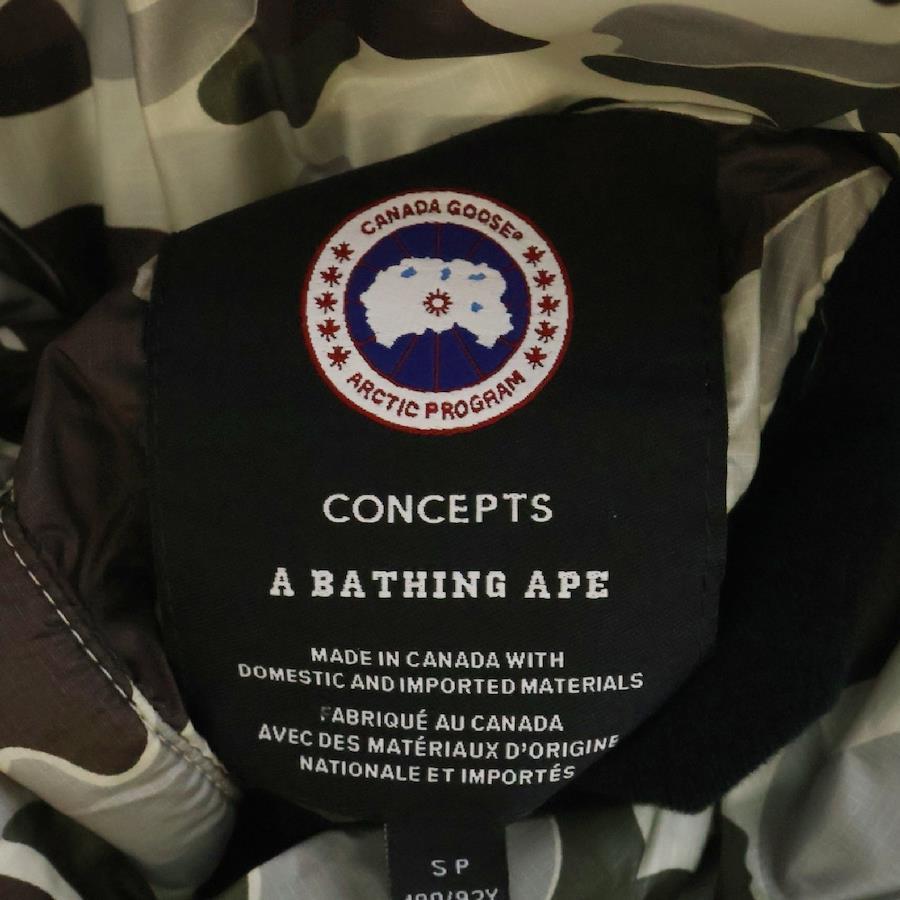 CANADA GOOSE®
ARCTIC PROGRAM
CONCEPTS
A BATHING APE
MADE IN CANADA WITH
DOMESTIC AND IMPORTED MATERIALS
FABRIQUÉ AU CANADA
AVEC DES MATÉRIAUX D'ORIGINE
NATIONALE ET IMPORTÉS
S P